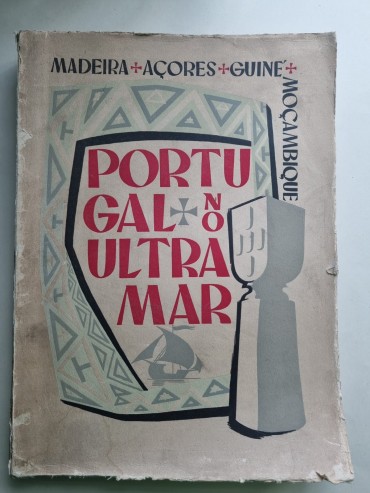 MADEIRA + AÇORES + GUINÉ +
MOÇAMBIQUE
PORTU
GAL + NO
ULTRA
MAR